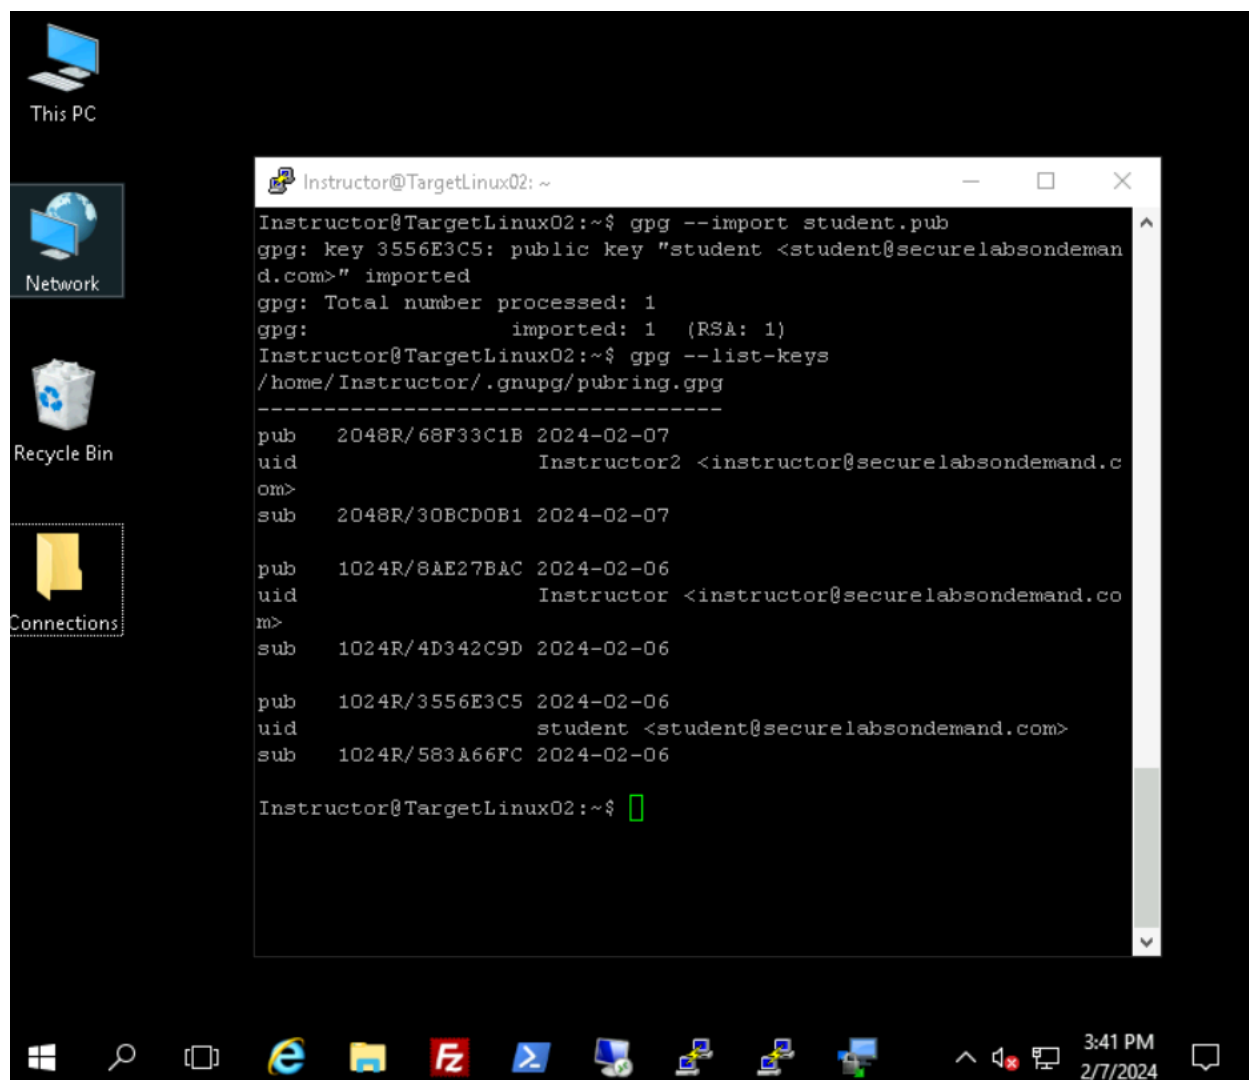 This PC
Network
Recycle Bin
Connections
Instructor@TargetLinux02: ~
Instructor@TargetLinux02:~$ gpg --import student.pub
gpg: key 3556E3C5: public key "student <student@securelabsondeman
d.com>" imported
gpg: Total number processed: 1
gpg:               imported: 1  (RSA: 1)
Instructor@TargetLinux02:~$ gpg --list-keys
/home/Instructor/.gnupg/pubring.gpg
-----------------------------------
pub   2048R/68F33C1B 2024-02-07
uid                  Instructor2 <instructor@securelabsondemand.c
om>
sub   2048R/30BCD0B1 2024-02-07
pub   1024R/8AE27BAC 2024-02-06
uid                  Instructor <instructor@securelabsondemand.co
m>
sub   1024R/4D342C9D 2024-02-06
pub   1024R/3556E3C5 2024-02-06
uid                  student <student@securelabsondemand.com>
sub   1024R/583A66FC 2024-02-06
Instructor@TargetLinux02:~$
3:41 PM
2/7/2024